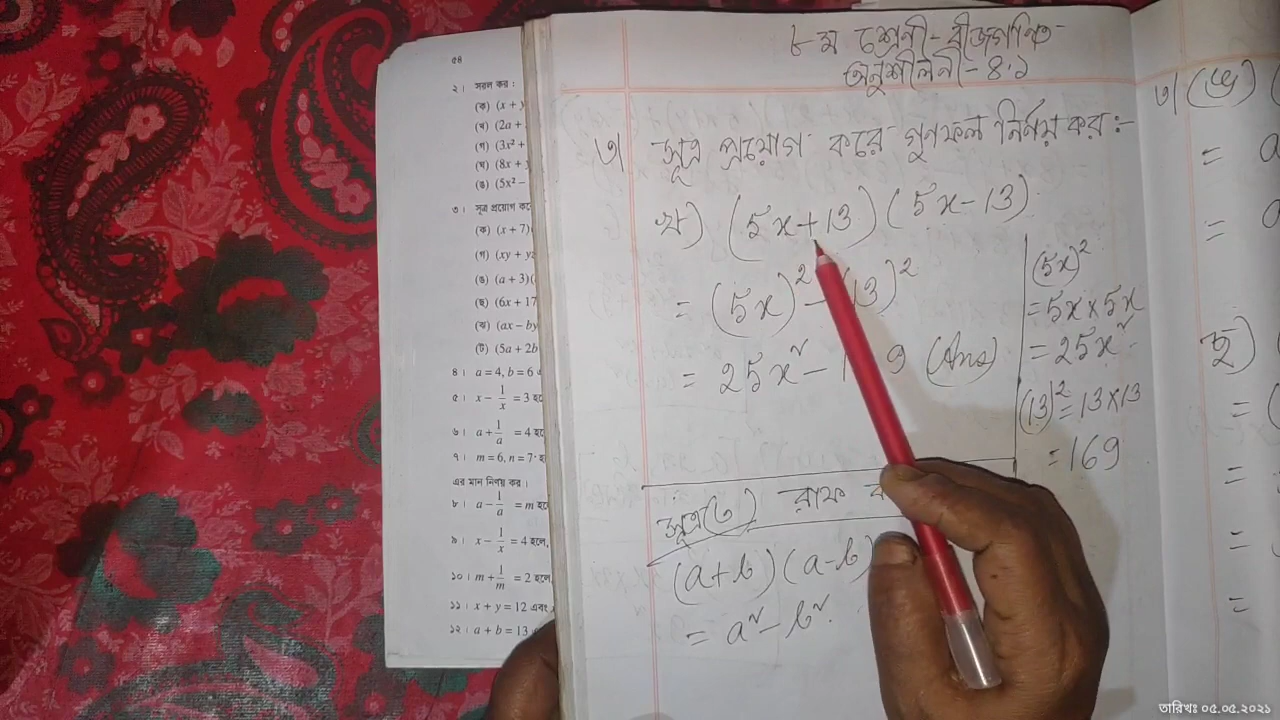 ৫৪
২। সরল কর :
(ক) (x + y
(খ) (2a +
(গ) (3x² +
(ঘ) (8x + y
(ঙ) (5x² –
৩। সূত্র প্রয়োগ করে
(ক) (x + 7)
(গ) (xy + yz
(ঙ) (a + 3)(
(ছ) (6x + 17
(ঝ) (ax – by
(ট) (5a + 2b
৪। a = 4, b = 6
৫। x – 1/x = 3 হ
৬। a + 1/a = 4 হ
৭। m = 6, n = 7 হ
এর মান নির্ণয় কর।
৮। a – 1/a = m হ
৯। x – 1/x = 4 হলে,
১০। m + 1/m = 2 হলে
১১। x + y = 12 এবং
১২। a + b = 13
৮ম শ্রেনী - বীজগণিত
অনুশীলনী - ৪.১
৩। সূত্র প্রয়োগ করে গুণফল নির্ণয় কর :-
খ) (5x+13) (5x-13)
= (5x)² - (13)²
= 25x² - 1 9 (Ans)
(5x)²
= 5x × 5x
= 25x²
(13)² = 13×13
= 169
সূত্র(৩) রাফ
(a+b) (a-b)
= a² - b²
৩। (ঙ) (
= a
= a
ছ) (
= (
=
=
=
তারিখঃ ০৫.০৫.২০২১